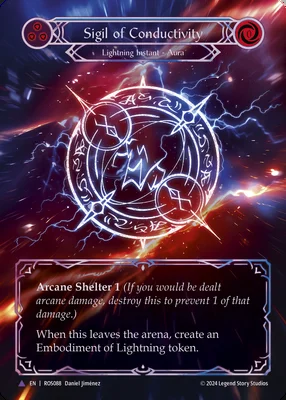 Sigil of Conductivity
Lightning Instant - Aura
Arcane Shelter 1 (If you would be dealt
arcane damage, destroy this to prevent 1 of that
damage.)
When this leaves the arena, create an
Embodiment of Lightning token.
EN | ROS088 Daniel Jiménez
© 2024 Legend Story Studios